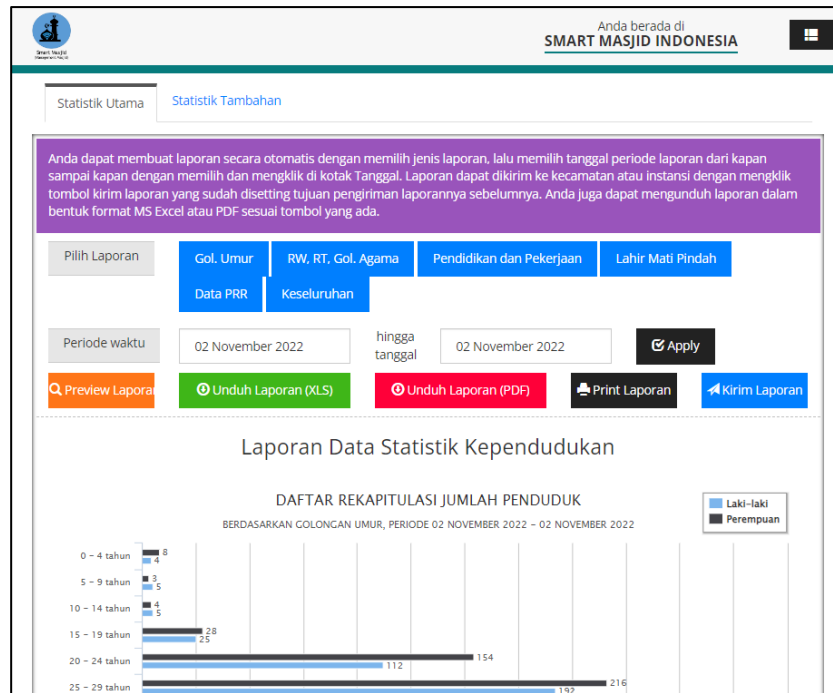 Smart Masjid
Anda berada di
SMART MASJID INDONESIA
Statistik Utama
Statistik Tambahan
Anda dapat membuat laporan secara otomatis dengan memilih jenis laporan, lalu memilih tanggal periode laporan dari kapan
sampai kapan dengan memilih dan mengklik di kotak Tanggal. Laporan dapat dikirim ke kecamatan atau instansi dengan mengklik
tombol kirim laporan yang sudah disetting tujuan pengiriman laporannya sebelumnya. Anda juga dapat mengunduh laporan dalam
bentuk format MS Excel atau PDF sesuai tombol yang ada.
Pilih Laporan
Gol. Umur
RW, RT, Gol. Agama
Pendidikan dan Pekerjaan
Lahir Mati Pindah
Data PRR
Keseluruhan
Periode waktu
02 November 2022
hingga
tanggal
02 November 2022
Apply
Preview Lapora
Unduh Laporan (XLS)
Unduh Laporan (PDF)
Print Laporan
Kirim Laporan
Laporan Data Statistik Kependudukan
DAFTAR REKAPITULASI JUMLAH PENDUDUK
BERDASARKAN GOLONGAN UMUR, PERIODE 02 NOVEMBER 2022 – 02 NOVEMBER 2022
Laki-laki
Perempuan
0 – 4 tahun
8
4
5 – 9 tahun
3
5
10 – 14 tahun
4
5
15 – 19 tahun
28
25
20 – 24 tahun
154
112
25 – 29 tahun
216
192